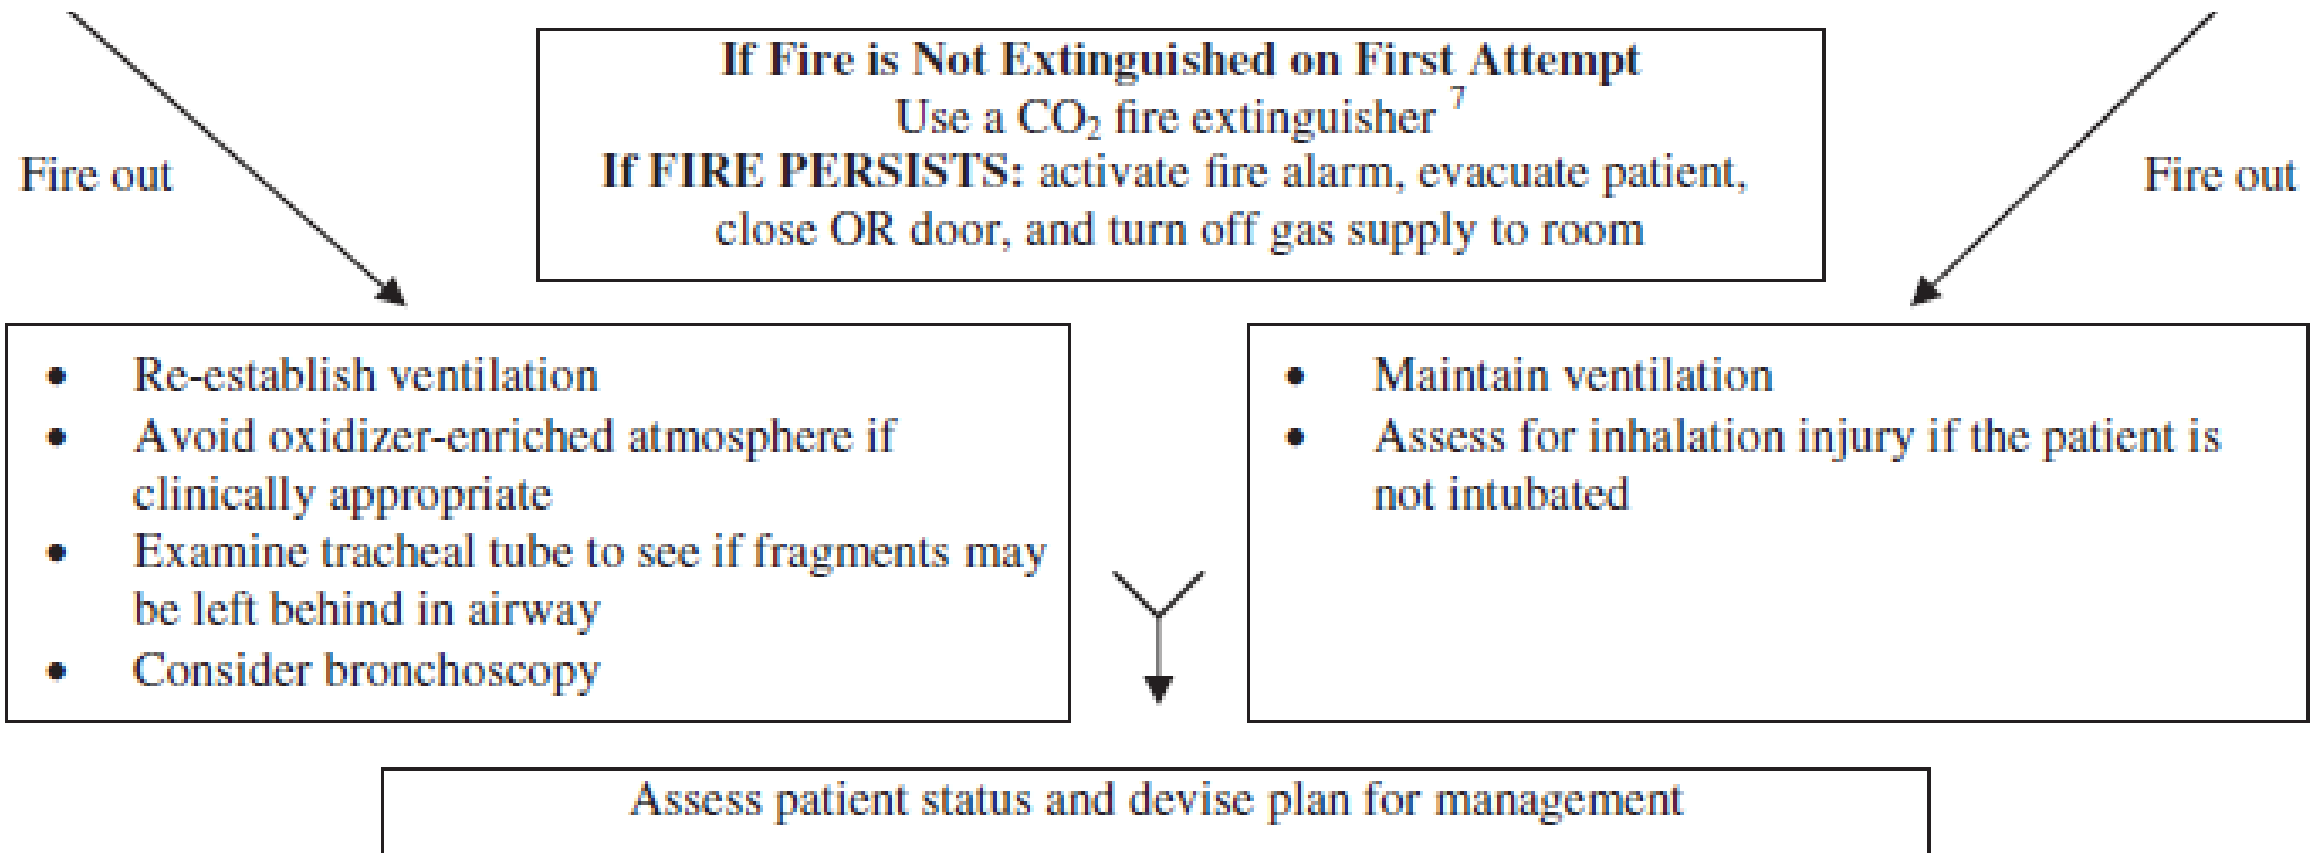 If Fire is Not Extinguished on First Attempt
Use a CO₂ fire extinguisher ⁷
If FIRE PERSISTS: activate fire alarm, evacuate patient,
close OR door, and turn off gas supply to room
Fire out
Fire out
• Re-establish ventilation
• Avoid oxidizer-enriched atmosphere if
clinically appropriate
• Examine tracheal tube to see if fragments may
be left behind in airway
• Consider bronchoscopy
• Maintain ventilation
• Assess for inhalation injury if the patient is
not intubated
Assess patient status and devise plan for management